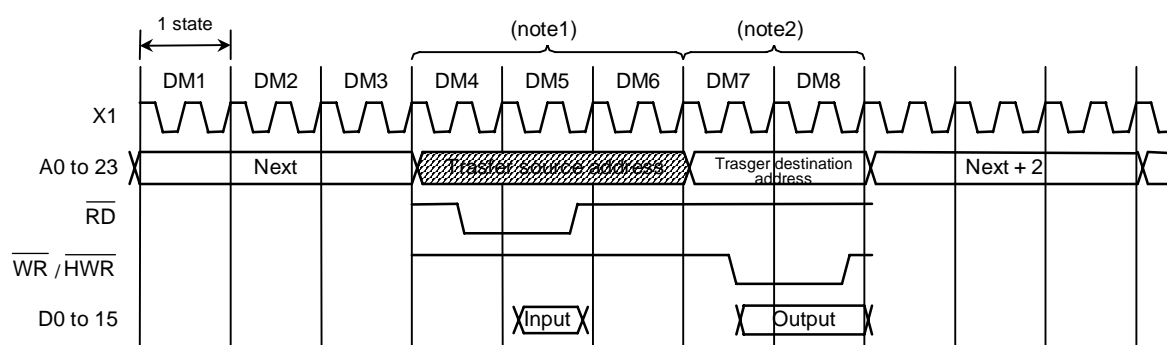 1 state
(note1)
(note2)
DM1 DM2 DM3 DM4 DM5 DM6 DM7 DM8
X1
A0 to 23 Next Trasfer source address Trasger destination address Next + 2
RD
WR / HWR
D0 to 15 Input Output